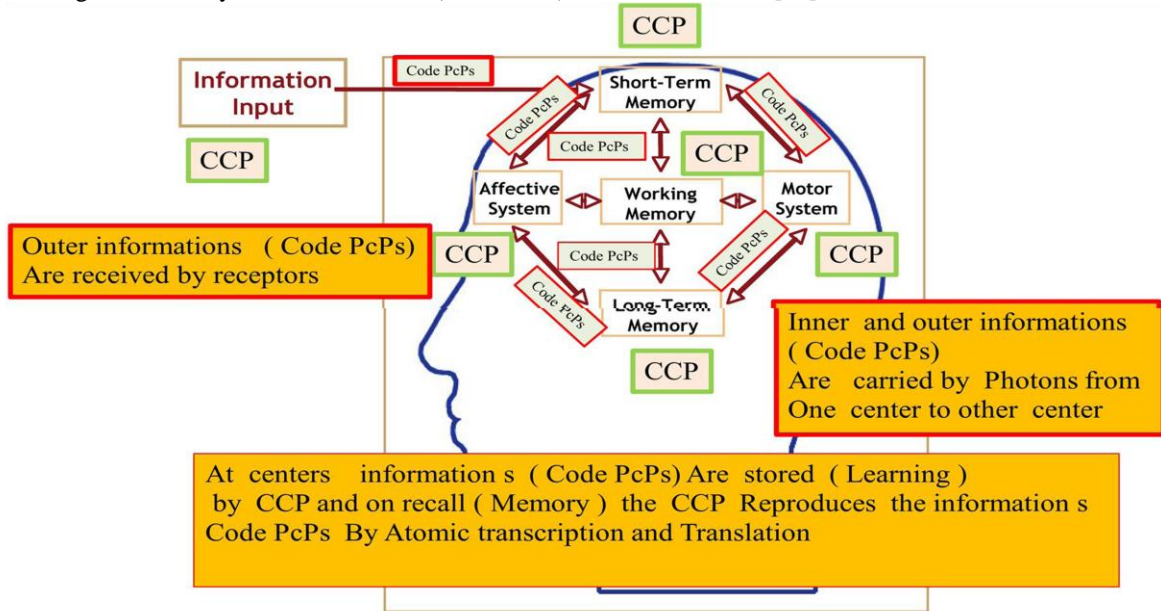 CCP
Code PcPs
Information
Input
Short-Term
Memory
Code PcPs
Code PcPs
Code PcPs
CCP
CCP
Affective
System
Working
Memory
Motor
System
Outer informations ( Code PcPs)
Are received by receptors
CCP
Code PcPs
Code PcPs
CCP
Code PcPs
Long-Term
Memory
CCP
Inner and outer informations
( Code PcPs)
Are carried by Photons from
One center to other center
At centers information s ( Code PcPs) Are stored ( Learning )
by CCP and on recall ( Memory ) the CCP Reproduces the information s
Code PcPs By Atomic transcription and Translation